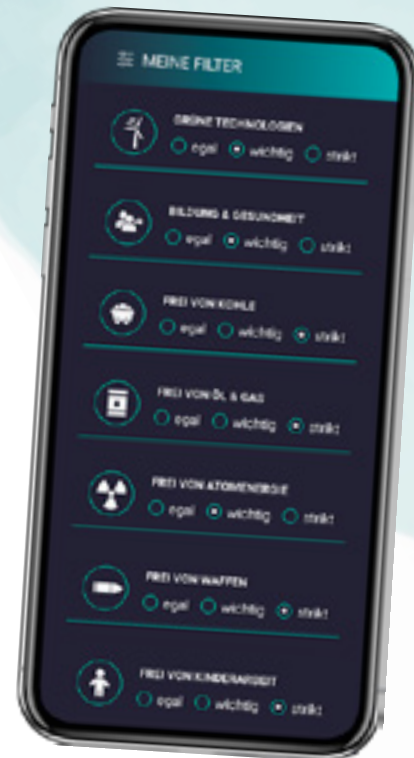 MEINE FILTER
GRÜNE TECHNOLOGIEN
egal wichtig strikt
BILDUNG & GESUNDHEIT
egal wichtig strikt
FREI VON KOHLE
egal wichtig strikt
FREI VON ÖL & GAS
egal wichtig strikt
FREI VON ATOMENERGIE
egal wichtig strikt
FREI VON WAFFEN
egal wichtig strikt
FREI VON KINDERARBEIT
egal wichtig strikt